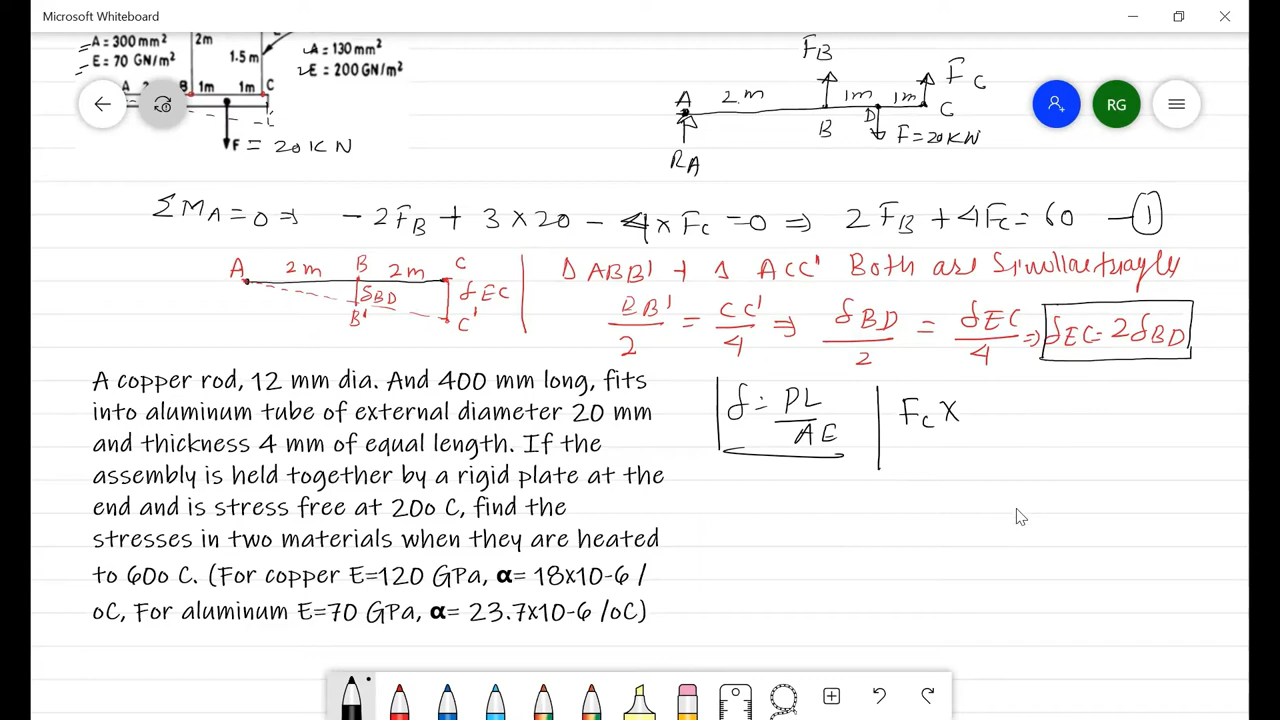 Microsoft Whiteboard
A = 300 mm²
E = 70 GN/m²
2m
1.5 m
A = 130 mm²
E = 200 GN/m²
A
B 1m 1m C
F = 20 KN
RG
FB
FC
A 2m 1m 1m C
B D F = 20KN
RA
ΣMA = 0 ⇒ - 2FB + 3 × 20 - 4 × FC = 0 ⇒ 2FB + 4FC = 60 — ①
A 2m B 2m C
δBD δEC
B' C'
Δ ABB' + Δ ACC' Both are Similar traigles
BB'/2 = CC'/4 ⇒ δBD/2 = δEC/4 ⇒ δEC = 2δBD
A copper rod, 12 mm dia. And 400 mm long, fits
into aluminum tube of external diameter 20 mm
and thickness 4 mm of equal length. If the
assembly is held together by a rigid plate at the
end and is stress free at 20o C, find the
stresses in two materials when they are heated
to 60o C. (For copper E=120 GPa, α= 18x10-6 /
oC, For aluminum E=70 GPa, α= 23.7x10-6 /oC)
δ = PL/AE
FC ×